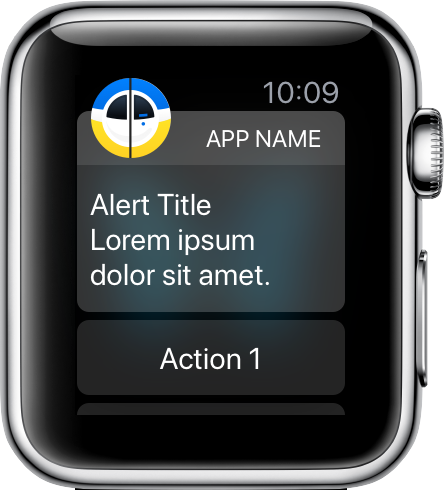 10:09
APP NAME
Alert Title
Lorem ipsum
dolor sit amet.
Action 1